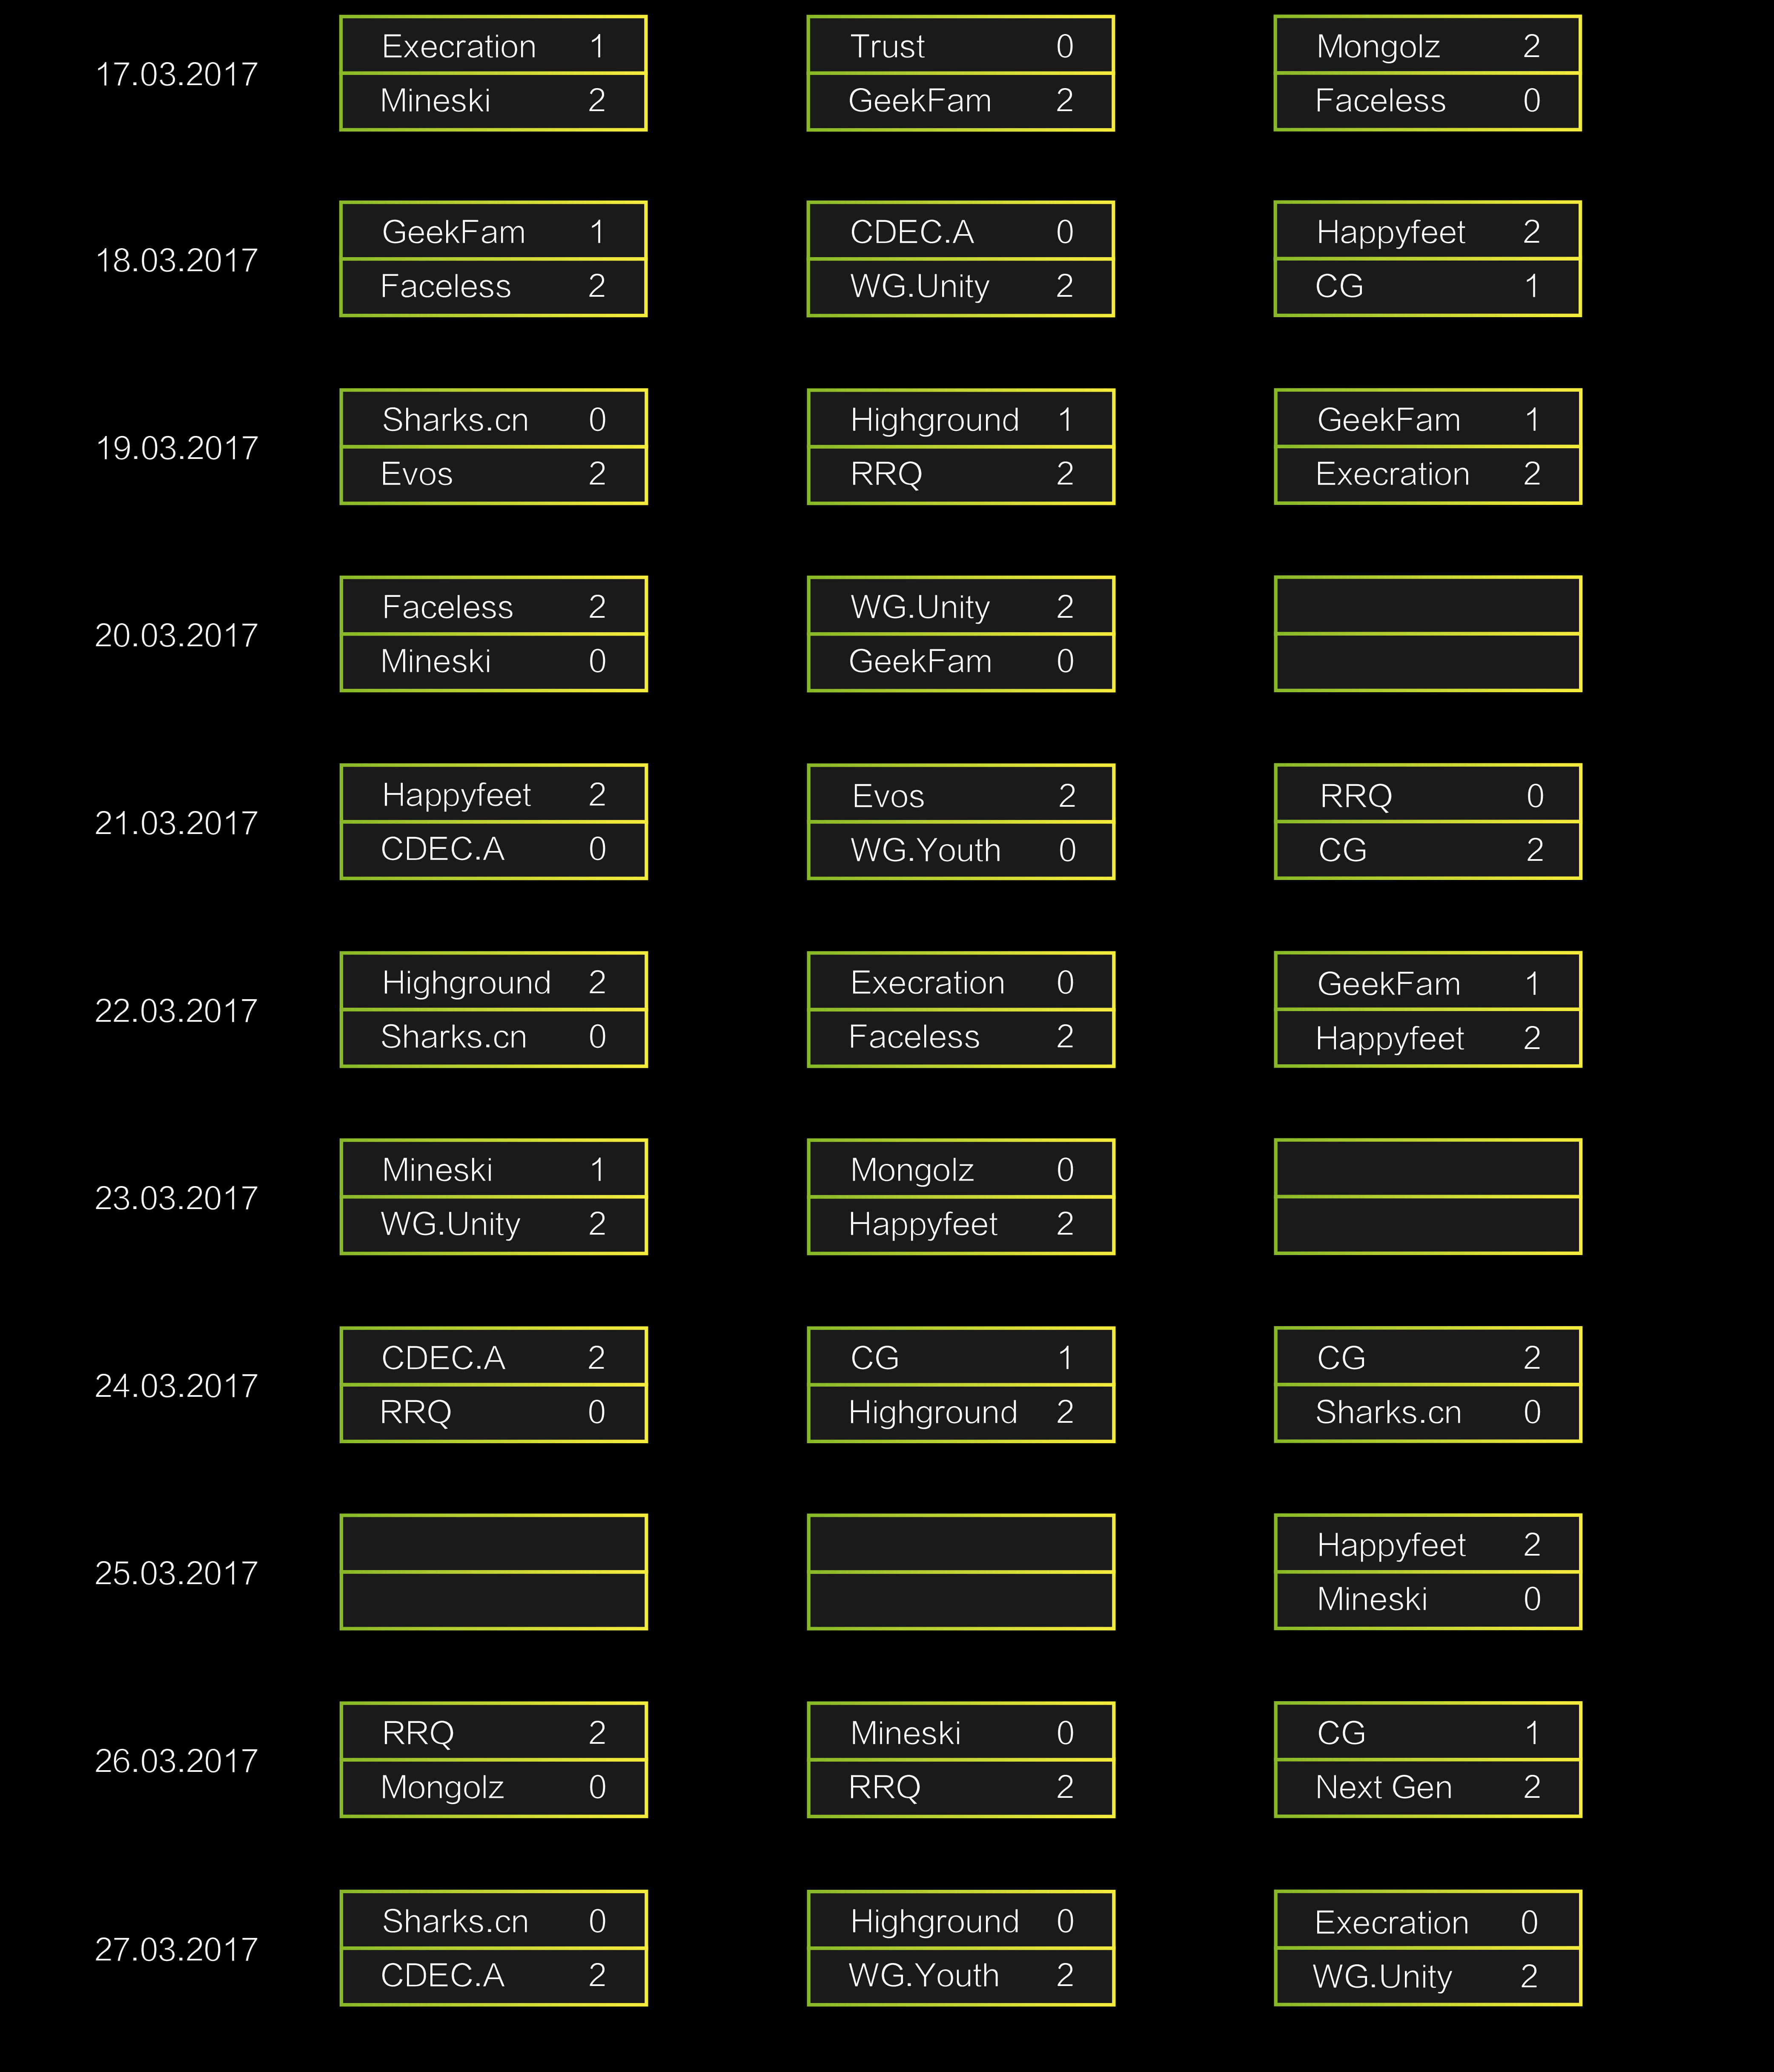 Execration 1 Trust 0 Mongolz 2
17.03.2017
Mineski 2 GeekFam 2 Faceless 0
GeekFam 1 CDEC.A 0 Happyfeet 2
18.03.2017
Faceless 2 WG.Unity 2 CG 1
Sharks.cn 0 Highground 1 GeekFam 1
19.03.2017
Evos 2 RRQ 2 Execration 2
Faceless 2 WG.Unity 2
20.03.2017
Mineski 0 GeekFam 0
Happyfeet 2 Evos 2 RRQ 0
21.03.2017
CDEC.A 0 WG.Youth 0 CG 2
Highground 2 Execration 0 GeekFam 1
22.03.2017
Sharks.cn 0 Faceless 2 Happyfeet 2
Mineski 1 Mongolz 0
23.03.2017
WG.Unity 2 Happyfeet 2
CDEC.A 2 CG 1 CG 2
24.03.2017
RRQ 0 Highground 2 Sharks.cn 0
Happyfeet 2
25.03.2017
Mineski 0
RRQ 2 Mineski 0 CG 1
26.03.2017
Mongolz 0 RRQ 2 Next Gen 2
Sharks.cn 0 Highground 0 Execration 0
27.03.2017
CDEC.A 2 WG.Youth 2 WG.Unity 2